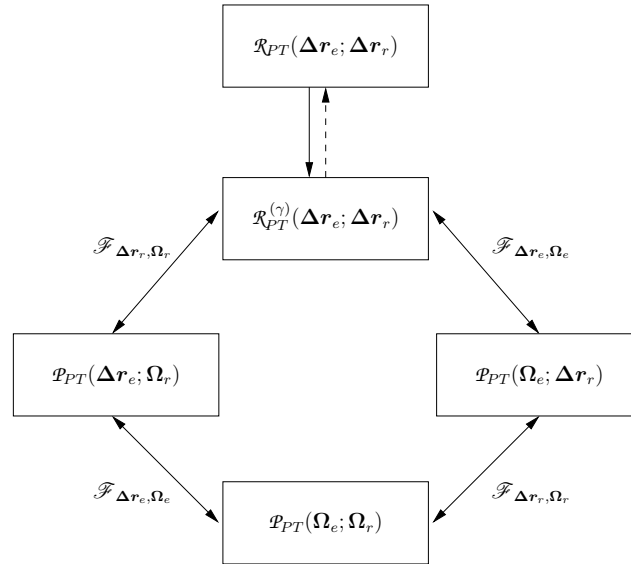 ℛ_{PT}(Δr_e; Δr_r)
ℛ_{PT}^{(γ)}(Δr_e; Δr_r)
ℱ_{Δr_r,Ω_r}
ℱ_{Δr_e,Ω_e}
𝒫_{PT}(Δr_e; Ω_r)
𝒫_{PT}(Ω_e; Δr_r)
ℱ_{Δr_e,Ω_e}
ℱ_{Δr_r,Ω_r}
𝒫_{PT}(Ω_e; Ω_r)